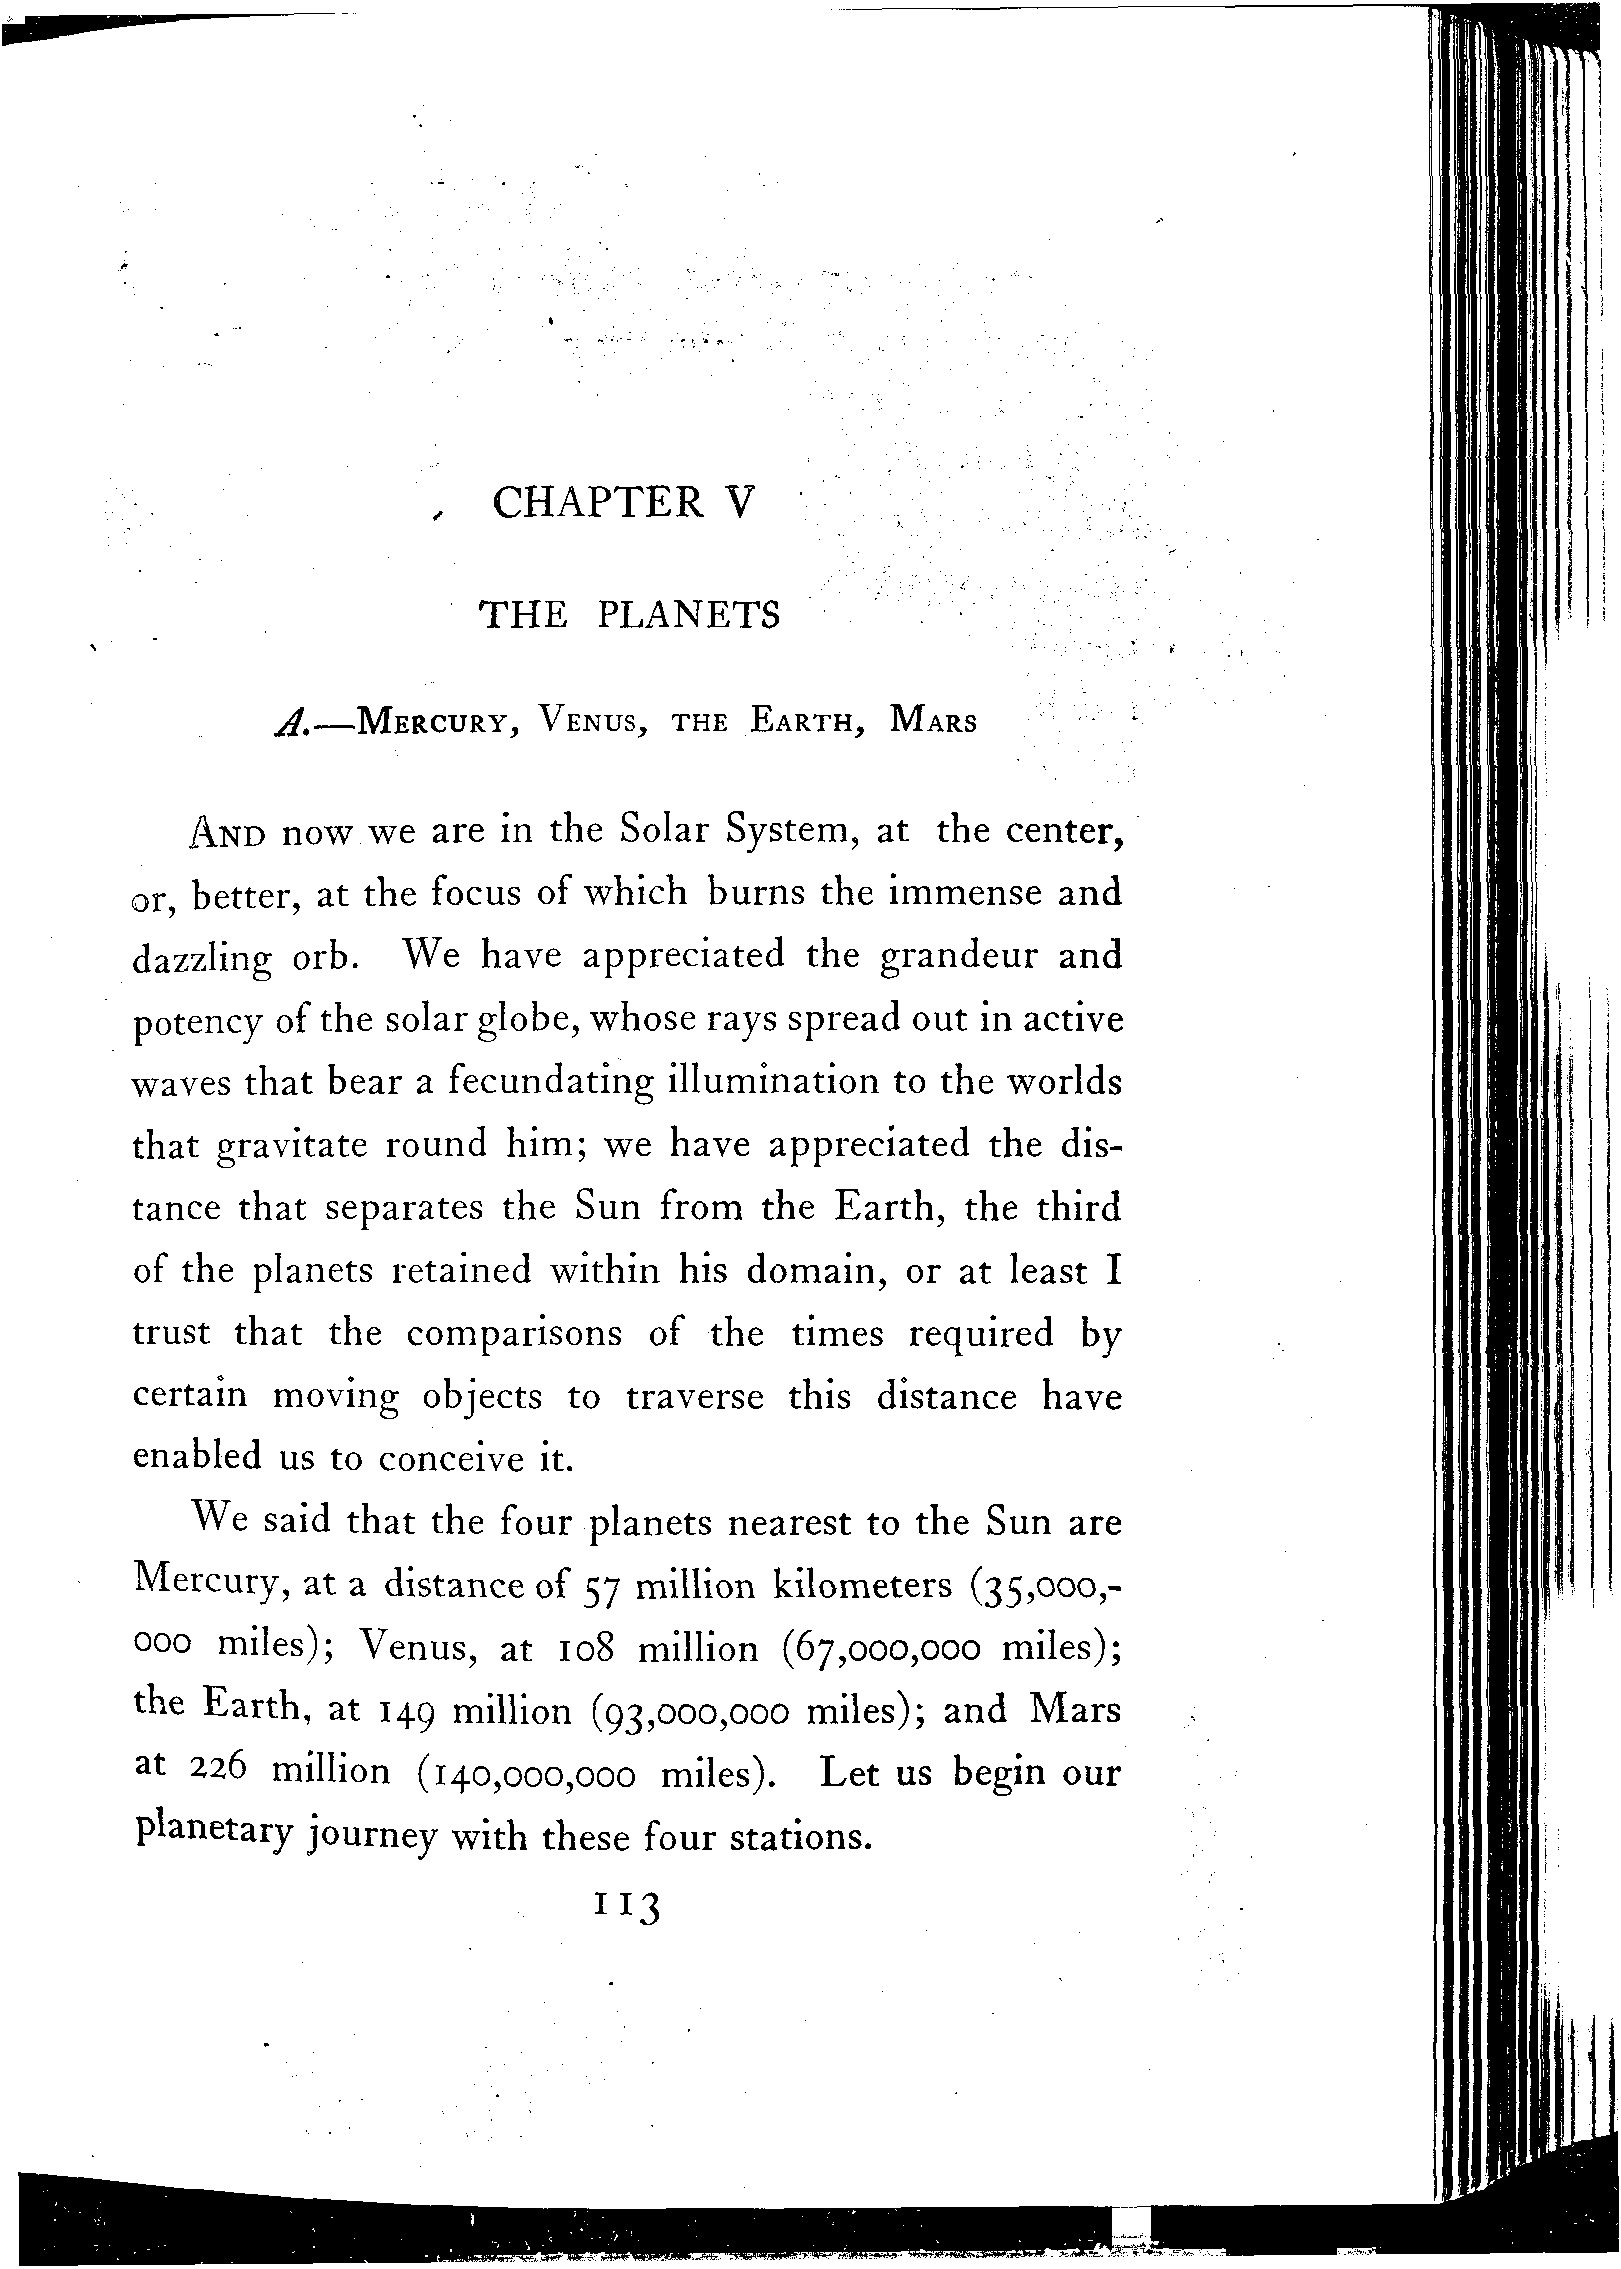 CHAPTER V
THE PLANETS
A.—Mercury, Venus, the Earth, Mars
And now we are in the Solar System, at the center,
or, better, at the focus of which burns the immense and
dazzling orb. We have appreciated the grandeur and
potency of the solar globe, whose rays spread out in active
waves that bear a fecundating illumination to the worlds
that gravitate round him; we have appreciated the dis-
tance that separates the Sun from the Earth, the third
of the planets retained within his domain, or at least I
trust that the comparisons of the times required by
certain moving objects to traverse this distance have
enabled us to conceive it.
We said that the four planets nearest to the Sun are
Mercury, at a distance of 57 million kilometers (35,000,-
000 miles); Venus, at 108 million (67,000,000 miles);
the Earth, at 149 million (93,000,000 miles); and Mars
at 226 million (140,000,000 miles). Let us begin our
planetary journey with these four stations.
113